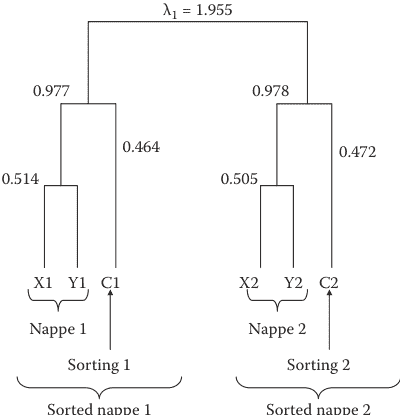 λ1 = 1.955
0.977 0.978
0.464 0.472
0.514 0.505
X1 Y1 C1 X2 Y2 C2
Nappe 1 Nappe 2
Sorting 1 Sorting 2
Sorted nappe 1 Sorted nappe 2